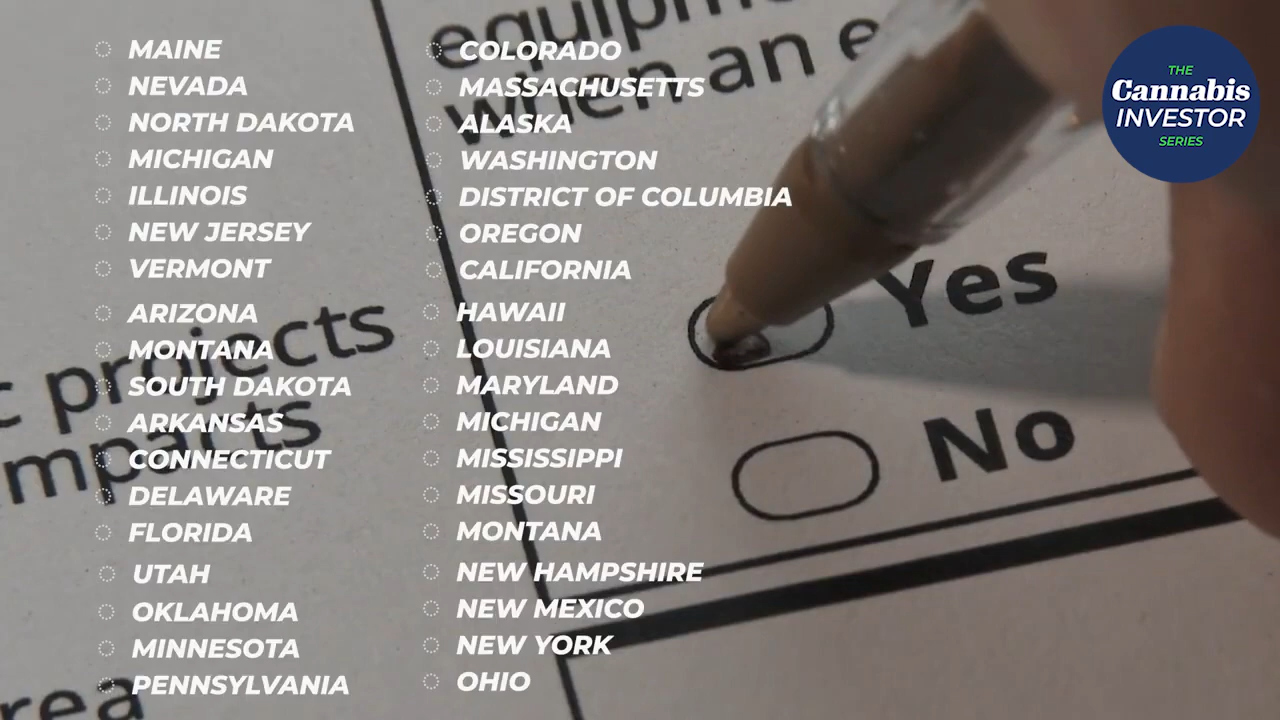 MAINE
NEVADA
NORTH DAKOTA
MICHIGAN
ILLINOIS
NEW JERSEY
VERMONT
ARIZONA
MONTANA
SOUTH DAKOTA
ARKANSAS
CONNECTICUT
DELAWARE
FLORIDA
UTAH
OKLAHOMA
MINNESOTA
PENNSYLVANIA
COLORADO
MASSACHUSETTS
ALASKA
WASHINGTON
DISTRICT OF COLUMBIA
OREGON
CALIFORNIA
HAWAII
LOUISIANA
MARYLAND
MICHIGAN
MISSISSIPPI
MISSOURI
MONTANA
NEW HAMPSHIRE
NEW MEXICO
NEW YORK
OHIO
THE
Cannabis
INVESTOR
SERIES
when an
Yes
No
projects